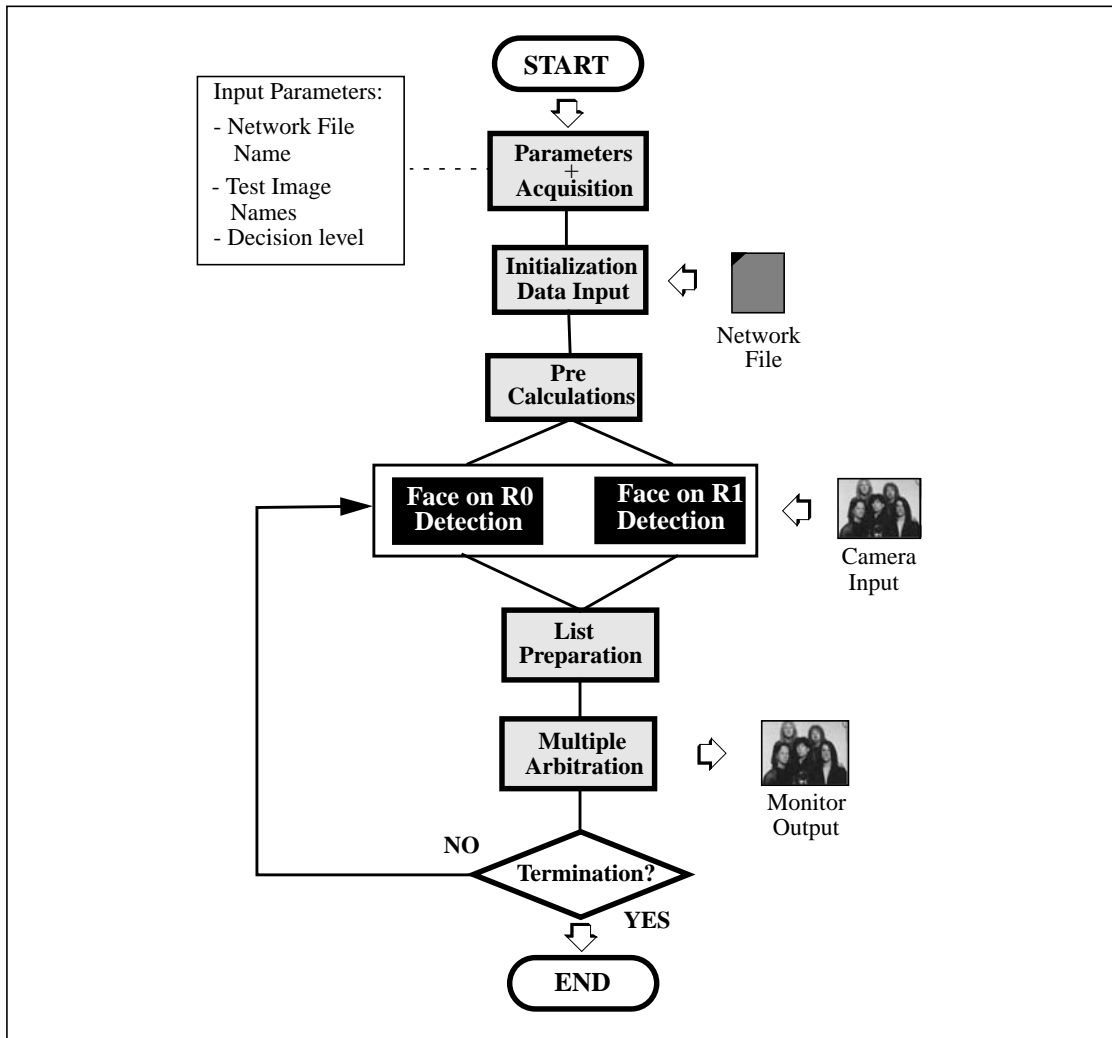 START
Input Parameters:
- Network File
Name
- Test Image
Names
- Decision level
Parameters
+
Acquisition
Initialization
Data Input
Network
File
Pre
Calculations
Face on R0
Detection
Face on R1
Detection
Camera
Input
List
Preparation
Multiple
Arbitration
Monitor
Output
NO
Termination?
YES
END